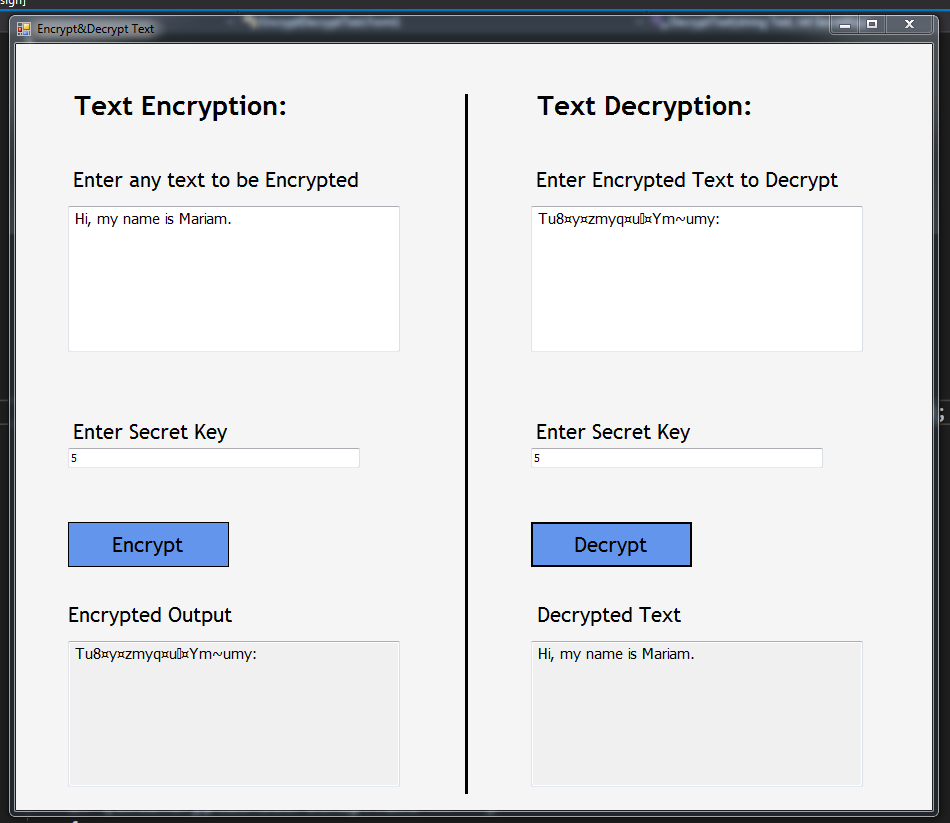 sign]
Encrypt&Decrypt Text
Text Encryption:
Enter any text to be Encrypted
Hi, my name is Mariam.
Enter Secret Key
5
Encrypt
Encrypted Output
Tu8¤y¤zmyq¤u▯¤Ym~umy:
Text Decryption:
Enter Encrypted Text to Decrypt
Tu8¤y¤zmyq¤u▯¤Ym~umy:
Enter Secret Key
5
Decrypt
Decrypted Text
Hi, my name is Mariam.
;